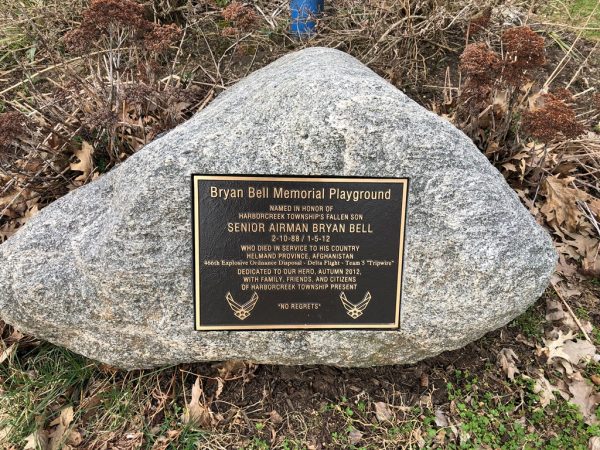 Bryan Bell Memorial Playground
NAMED IN HONOR OF
HARBORCREEK TOWNSHIP'S FALLEN SON
SENIOR AIRMAN BRYAN BELL
2-10-88 / 1-5-12
WHO DIED IN SERVICE TO HIS COUNTRY
HELMAND PROVINCE, AFGHANISTAN
466th Explosive Ordinance Disposal - Delta Flight - Team 3 "Tripwire"
DEDICATED TO OUR HERO, AUTUMN 2012,
WITH FAMILY, FRIENDS, AND CITIZENS
OF HARBORCREEK TOWNSHIP PRESENT
"NO REGRETS"